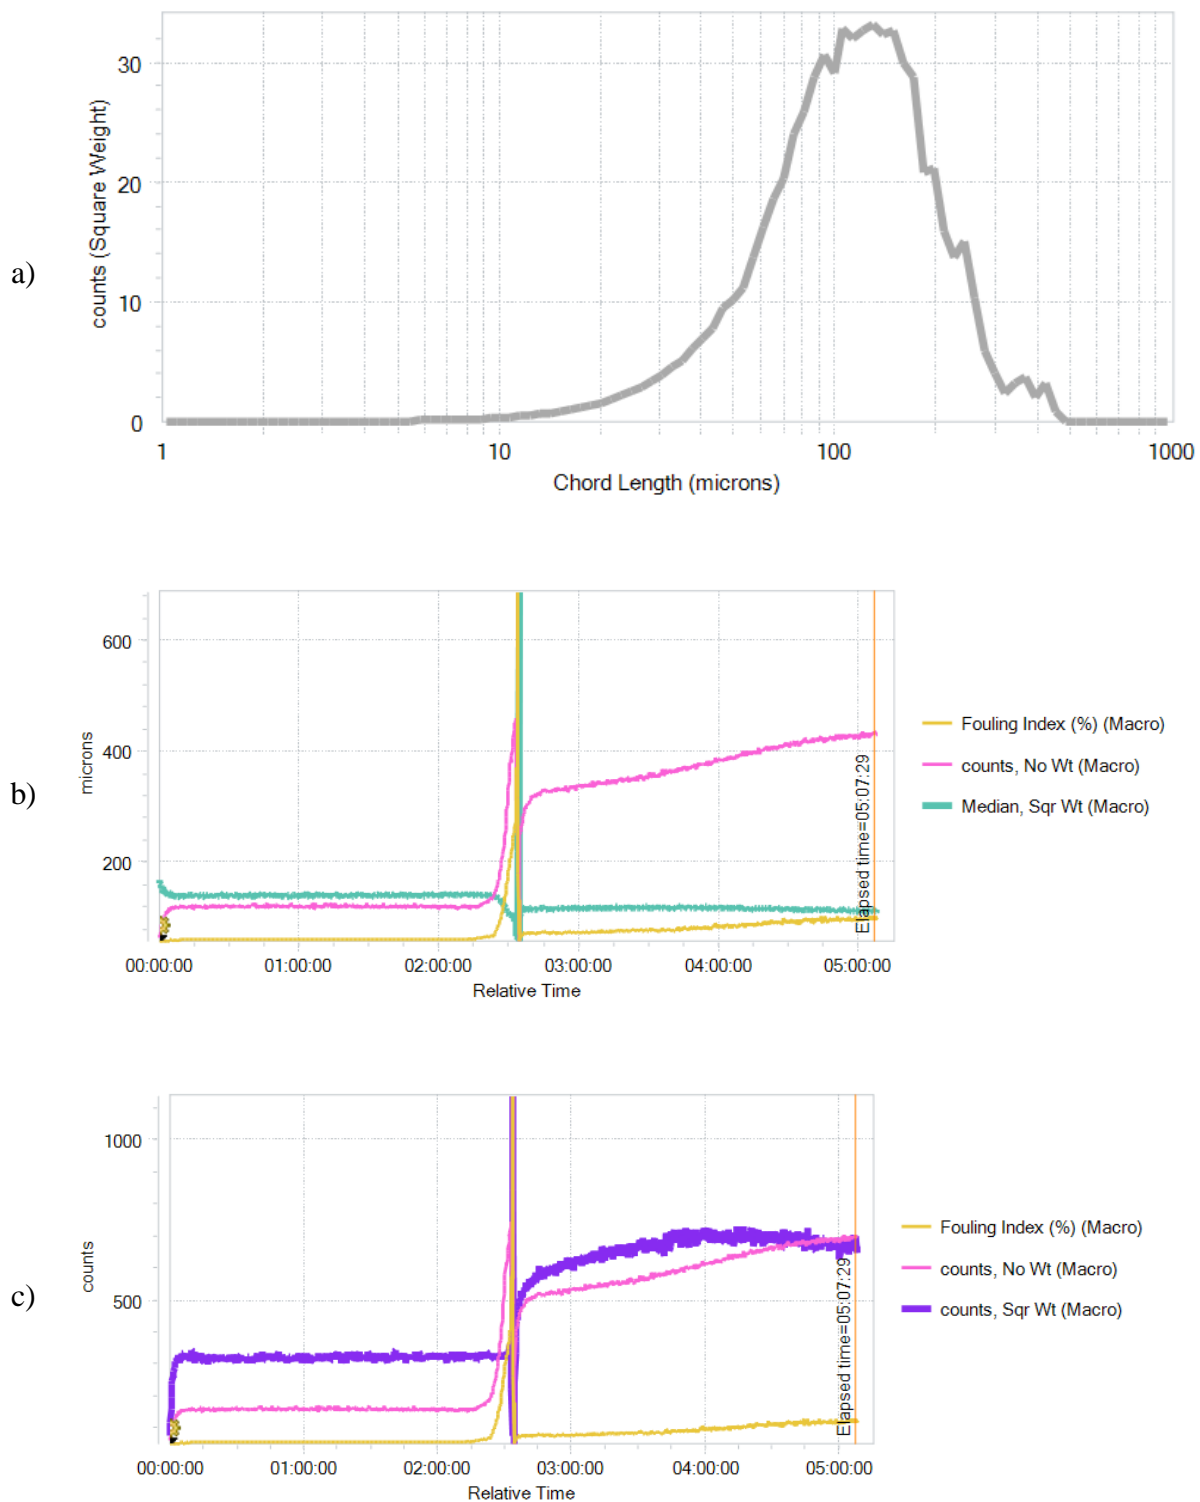 a)
counts (Square Weight)
30
20
10
0
1
10
100
1000
Chord Length (microns)
b)
microns
600
400
200
Elapsed time=05:07:29
00:00:00
01:00:00
02:00:00
03:00:00
04:00:00
05:00:00
Relative Time
Fouling Index (%) (Macro)
counts, No Wt (Macro)
Median, Sqr Wt (Macro)
c)
counts
1000
500
Elapsed time=05:07:29
00:00:00
01:00:00
02:00:00
03:00:00
04:00:00
05:00:00
Relative Time
Fouling Index (%) (Macro)
counts, No Wt (Macro)
counts, Sqr Wt (Macro)